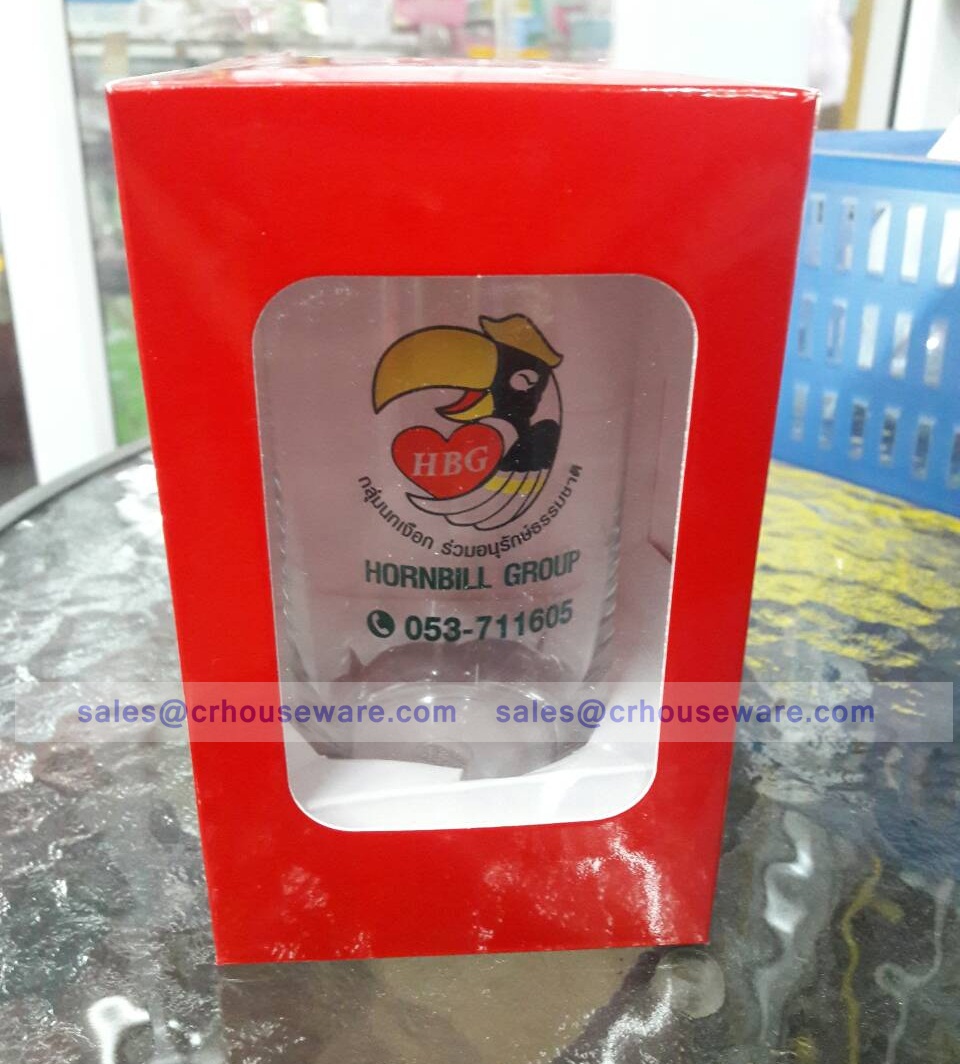 HBG
กลุ่มนกเงือก ร่วมอนุรักษ์ธรรมชาติ
HORNBILL GROUP
053-711605
sales@crhouseware.com sales@crhouseware.com